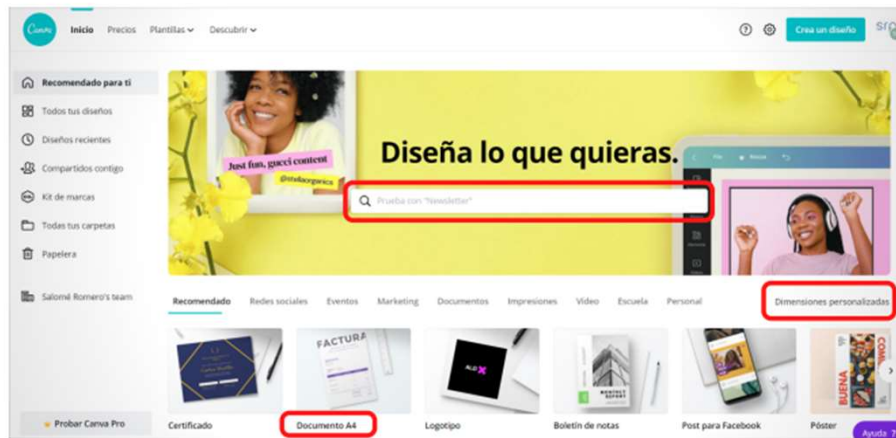 Canva
Inicio Precios Plantillas Descubrir
Crea un diseño
Recomendado para ti
Todos tus diseños
Diseños recientes
Compartidos contigo
Kit de marcas
Todas tus carpetas
Papelera
Salomé Romero's team
Probar Canva Pro
Just fun, gucci content
Diseña lo que quieras.
Prueba con "Newsletter"
Recomendado Redes sociales Eventos Marketing Documentos Impresiones Video Escuela Personal Dimensiones personalizadas
FACTURA
MONTHLY
REPORT
BUENA
Certificado Documento A4 Logotipo Boletín de notas Post para Facebook Póster
Ayuda